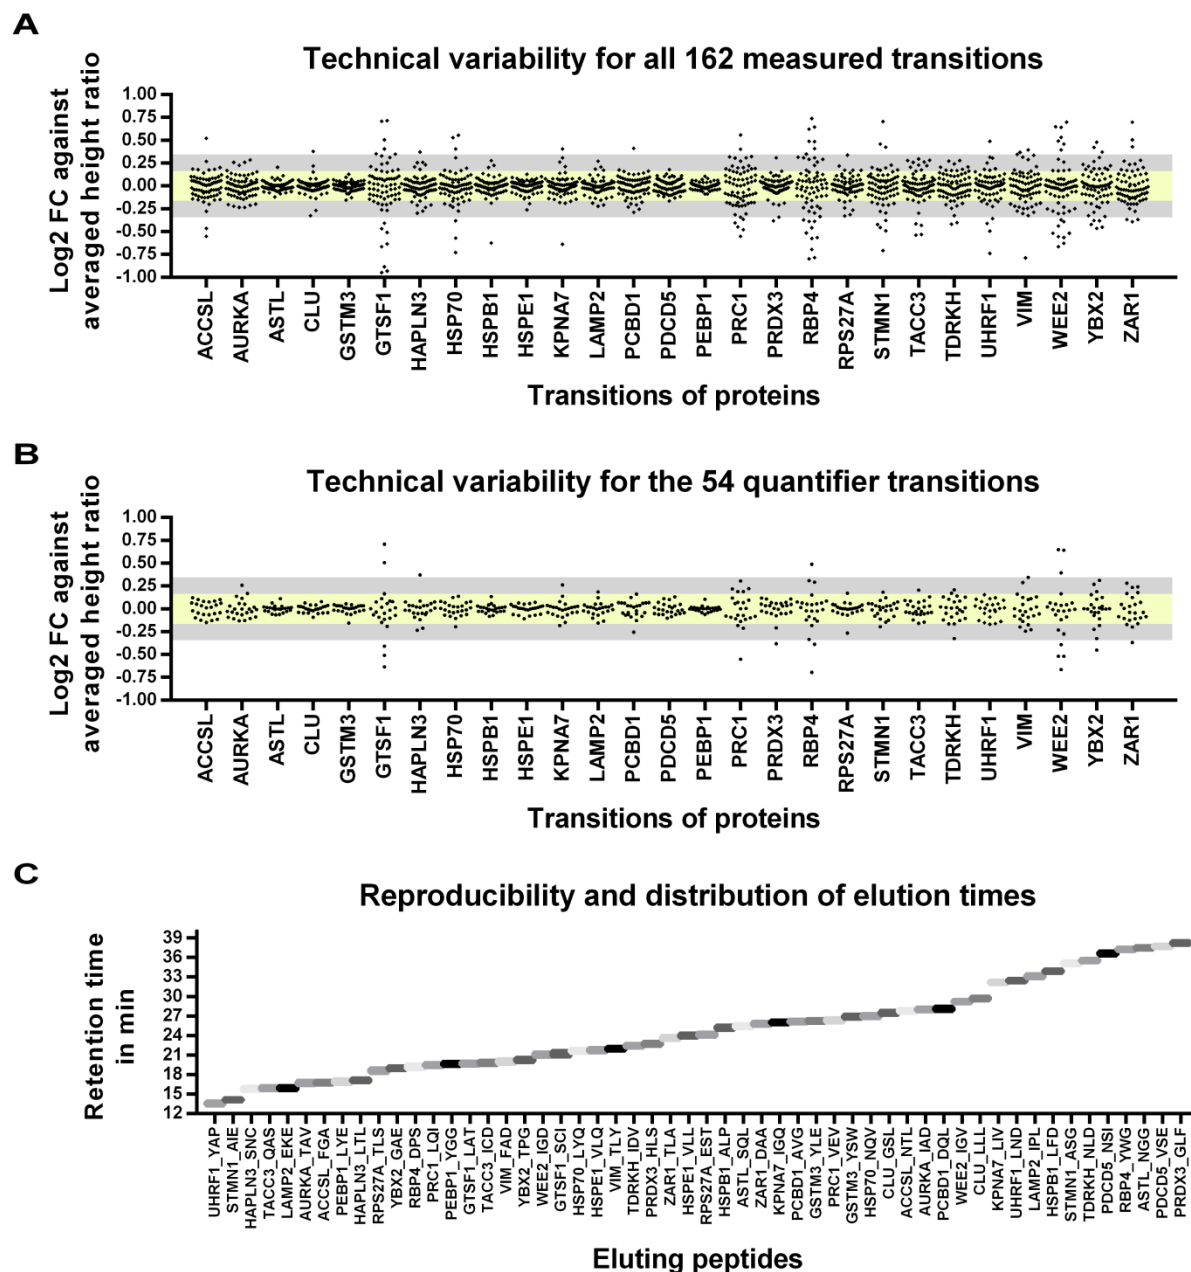 A
Technical variability for all 162 measured transitions
Log2 FC against
averaged height ratio
1.00
0.75
0.50
0.25
0.00
-0.25
-0.50
-0.75
-1.00
ACCSL
AURKA
ASTL
CLU
GSTM3
GTSF1
HAPLN3
HSP70
HSPB1
HSPE1
KPNA7
LAMP2
PCBD1
PDCD5
PEBP1
PRC1
PRDX3
RBP4
RPS27A
STMN1
TACC3
TDRKH
UHRF1
VIM
WEE2
YBX2
ZAR1
Transitions of proteins
B
Technical variability for the 54 quantifier transitions
Log2 FC against
averaged height ratio
1.00
0.75
0.50
0.25
0.00
-0.25
-0.50
-0.75
-1.00
ACCSL
AURKA
ASTL
CLU
GSTM3
GTSF1
HAPLN3
HSP70
HSPB1
HSPE1
KPNA7
LAMP2
PCBD1
PDCD5
PEBP1
PRC1
PRDX3
RBP4
RPS27A
STMN1
TACC3
TDRKH
UHRF1
VIM
WEE2
YBX2
ZAR1
Transitions of proteins
C
Reproducibility and distribution of elution times
Retention time
in min
39
36
33
30
27
24
21
18
15
12
UHRF1_YAP
STMN1_AIE
HAPLN3_SNC
TACC3_QAS
LAMP2_EKE
AURKA_TAV
ACCSL_FGA
PEBP1_LYE
HAPLN3_LTL
RPS27A_TLS
YBX2_GAE
RBP4_DPS
PRC1_LQI
PEBP1_YGG
GTSF1_LAT
TACC3_ICD
VIM_FAD
YBX2_TPG
WEE2_IGD
GTSF1_SCI
HSP70_LYQ
HSPE1_VLQ
VIM_TLY
TDRKH_IDV
PRDX3_HLS
ZAR1_TLA
HSPE1_VLL
RPS27A_EST
HSPB1_ALP
ASTL_SQL
ZAR1_DAA
KPNA7_IGQ
PCBD1_AVG
GSTM3_YLE
PRC1_VEV
GSTM3_YSW
HSP70_NQV
CLU_GSL
ACCSL_NTL
AURKA_IAD
PCBD1_DQL
WEE2_IGV
CLU_LLL
KPNA7_LIV
UHRF1_LND
LAMP2_IPL
HSPB1_LFD
STMN1_ASG
TDRKH_NLD
PDCD5_NSI
RBP4_YWG
ASTL_NGG
PDCD5_VSE
PRDX3_GLF
Eluting peptides